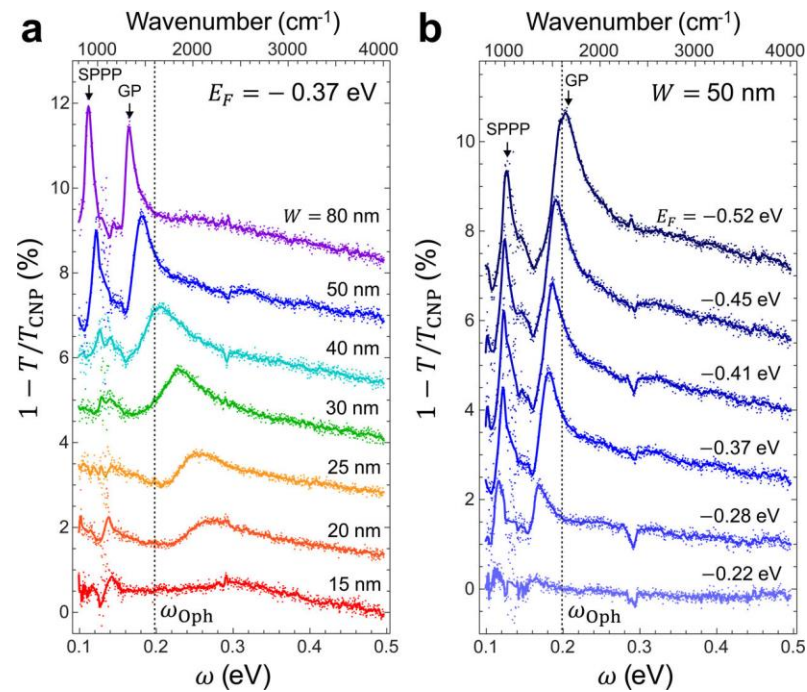 a
Wavenumber (cm⁻¹)
1000 2000 3000 4000
SPPP
GP
E_F = − 0.37 eV
W = 80 nm
50 nm
40 nm
30 nm
25 nm
20 nm
15 nm
ω_Oph
1 − T/T_CNP (%)
12
10
8
6
4
2
0
0.1 0.2 0.3 0.4 0.5
ω (eV)
b
Wavenumber (cm⁻¹)
1000 2000 3000 4000
SPPP
GP
W = 50 nm
E_F = −0.52 eV
−0.45 eV
−0.41 eV
−0.37 eV
−0.28 eV
−0.22 eV
ω_Oph
1 − T/T_CNP (%)
10
8
6
4
2
0
0.1 0.2 0.3 0.4 0.5
ω (eV)